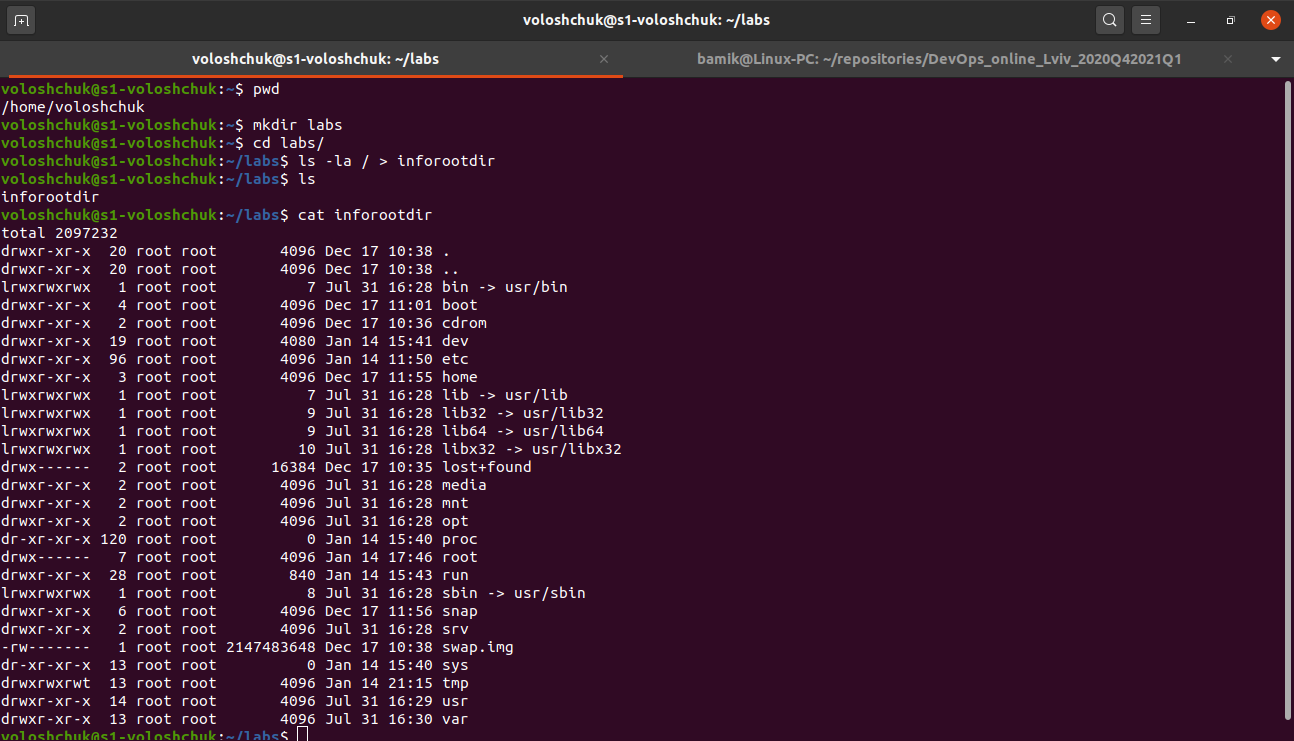 voloshchuk@s1-voloshchuk: ~/labs
voloshchuk@s1-voloshchuk: ~/labs
bamik@Linux-PC: ~/repositories/DevOps_online_Lviv_2020Q42021Q1
voloshchuk@s1-voloshchuk:~$ pwd
/home/voloshchuk
voloshchuk@s1-voloshchuk:~$ mkdir labs
voloshchuk@s1-voloshchuk:~$ cd labs/
voloshchuk@s1-voloshchuk:~/labs$ ls -la / > inforootdir
voloshchuk@s1-voloshchuk:~/labs$ ls
inforootdir
voloshchuk@s1-voloshchuk:~/labs$ cat inforootdir
total 2097232
drwxr-xr-x  20 root root       4096 Dec 17 10:38 .
drwxr-xr-x  20 root root       4096 Dec 17 10:38 ..
lrwxrwxrwx   1 root root          7 Jul 31 16:28 bin -> usr/bin
drwxr-xr-x   4 root root       4096 Dec 17 11:01 boot
drwxr-xr-x   2 root root       4096 Dec 17 10:36 cdrom
drwxr-xr-x  19 root root       4080 Jan 14 15:41 dev
drwxr-xr-x  96 root root       4096 Jan 14 11:50 etc
drwxr-xr-x   3 root root       4096 Dec 17 11:55 home
lrwxrwxrwx   1 root root          7 Jul 31 16:28 lib -> usr/lib
lrwxrwxrwx   1 root root          9 Jul 31 16:28 lib32 -> usr/lib32
lrwxrwxrwx   1 root root          9 Jul 31 16:28 lib64 -> usr/lib64
lrwxrwxrwx   1 root root         10 Jul 31 16:28 libx32 -> usr/libx32
drwx------   2 root root      16384 Dec 17 10:35 lost+found
drwxr-xr-x   2 root root       4096 Jul 31 16:28 media
drwxr-xr-x   2 root root       4096 Jul 31 16:28 mnt
drwxr-xr-x   2 root root       4096 Jul 31 16:28 opt
dr-xr-xr-x 120 root root          0 Jan 14 15:40 proc
drwx------   7 root root       4096 Jan 14 17:46 root
drwxr-xr-x  28 root root        840 Jan 14 15:43 run
lrwxrwxrwx   1 root root          8 Jul 31 16:28 sbin -> usr/sbin
drwxr-xr-x   6 root root       4096 Dec 17 11:56 snap
drwxr-xr-x   2 root root       4096 Jul 31 16:28 srv
-rw-------   1 root root 2147483648 Dec 17 10:38 swap.img
dr-xr-xr-x  13 root root          0 Jan 14 15:40 sys
drwxrwxrwt  13 root root       4096 Jan 14 21:15 tmp
drwxr-xr-x  14 root root       4096 Jul 31 16:29 usr
drwxr-xr-x  13 root root       4096 Jul 31 16:30 var
voloshchuk@s1-voloshchuk:~/labs$